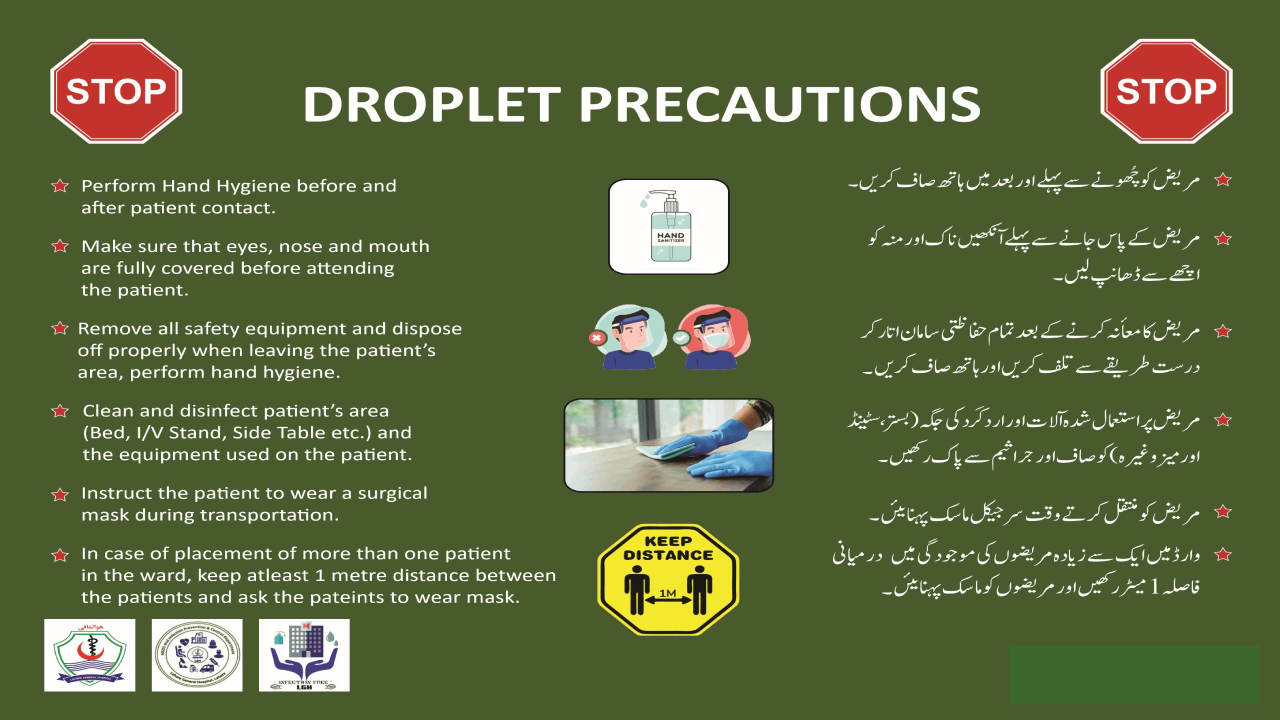 STOP
DROPLET PRECAUTIONS
STOP
Perform Hand Hygiene before and
after patient contact.
Make sure that eyes, nose and mouth
are fully covered before attending
the patient.
Remove all safety equipment and dispose
off properly when leaving the patient's
area, perform hand hygiene.
Clean and disinfect patient's area
(Bed, I/V Stand, Side Table etc.) and
the equipment used on the patient.
Instruct the patient to wear a surgical
mask during transportation.
In case of placement of more than one patient
in the ward, keep atleast 1 metre distance between
the patients and ask the pateints to wear mask.
HAND
SANITIZER
KEEP
DISTANCE
1M
مریض کو چُھونے سے پہلے اور بعد میں ہاتھ صاف کریں۔
مریض کے پاس جانے سے پہلے آنکھیں ناک اور منہ کو
اچھے سے ڈھانپ لیں۔
مریض کا معأنہ کرنے کے بعد تمام حفاظتی سامان اتار کر
درست طریقے سے تلف کریں اور ہاتھ صاف کریں۔
مریض پر استعمال شدہ آلات اور اردگرد کی جگہ (بستر، سٹینڈ
اور میز وغیرہ) کو صاف اور جراثیم سے پاک رکھیں۔
مریض کو منتقل کرتے وقت سرجیکل ماسک پہنایئں۔
وارڈ میں ایک سے زیادہ مریضوں کی موجودگی میں درمیانی
فاصلہ 1 میٹر رکھیں اور مریضوں کو ماسک پہنایئں۔
Lahore General Hospital, Lahore
INFECTION FREE
LGH